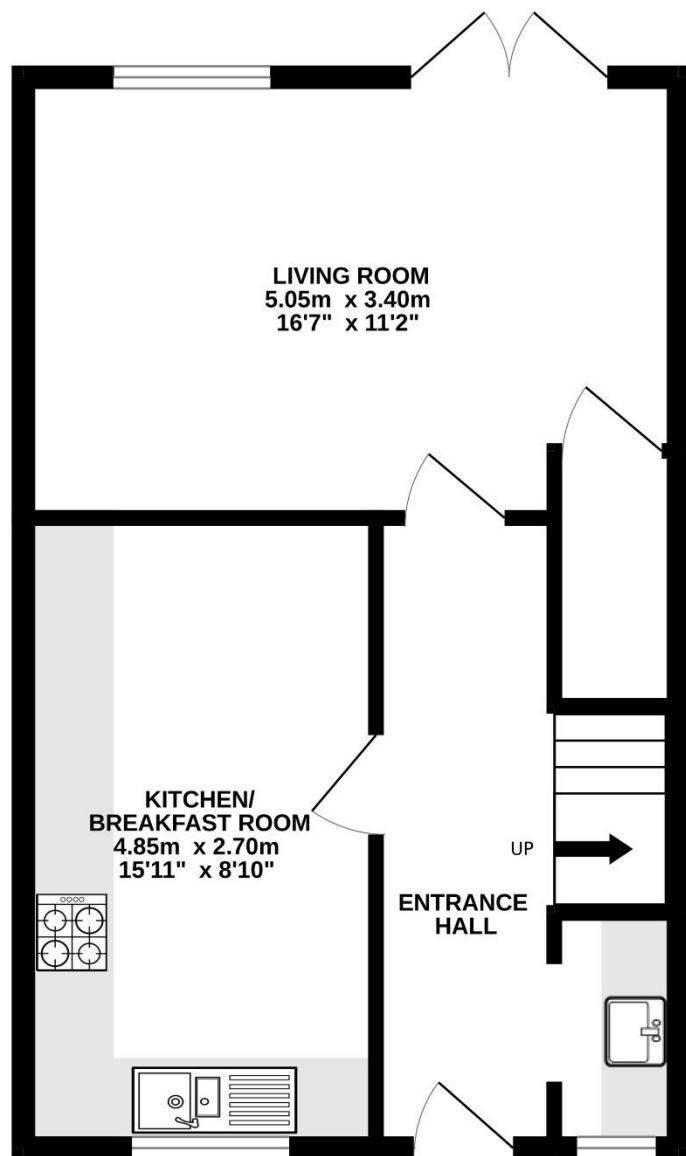 LIVING ROOM
5.05m x 3.40m
16'7" x 11'2"
KITCHEN/
BREAKFAST ROOM
4.85m x 2.70m
15'11" x 8'10"
UP
ENTRANCE
HALL